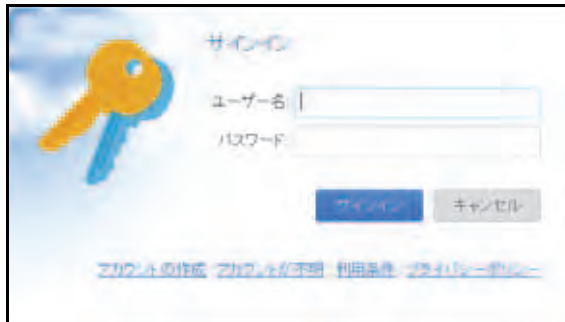 サインイン
ユーザー名
パスワード
サインイン キャンセル
アカウントの作成 アカウントが不明 利用条件 プライバシーポリシー